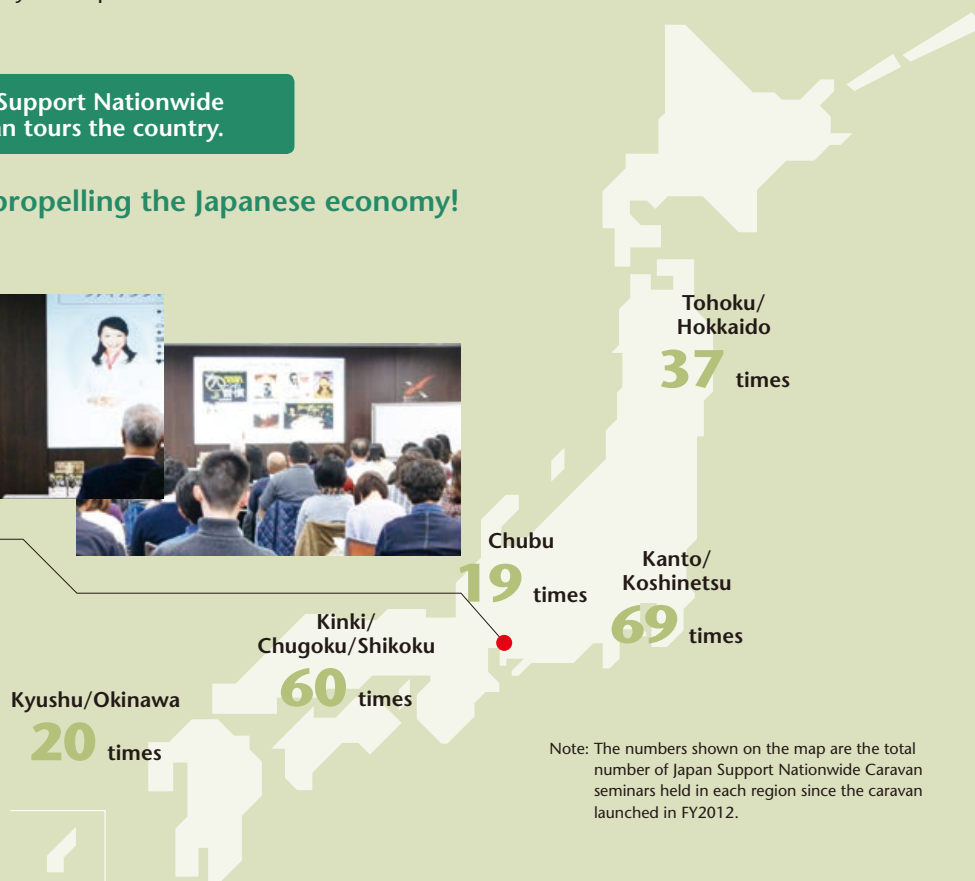 Support Nationwide
an tours the country.
propelling the Japanese economy!
Tohoku/
Hokkaido
37 times
Chubu
19 times
Kanto/
Koshinetsu
69 times
Kinki/
Chugoku/Shikoku
60 times
Kyushu/Okinawa
20 times
Note: The numbers shown on the map are the total
number of Japan Support Nationwide Caravan
seminars held in each region since the caravan
launched in FY2012.